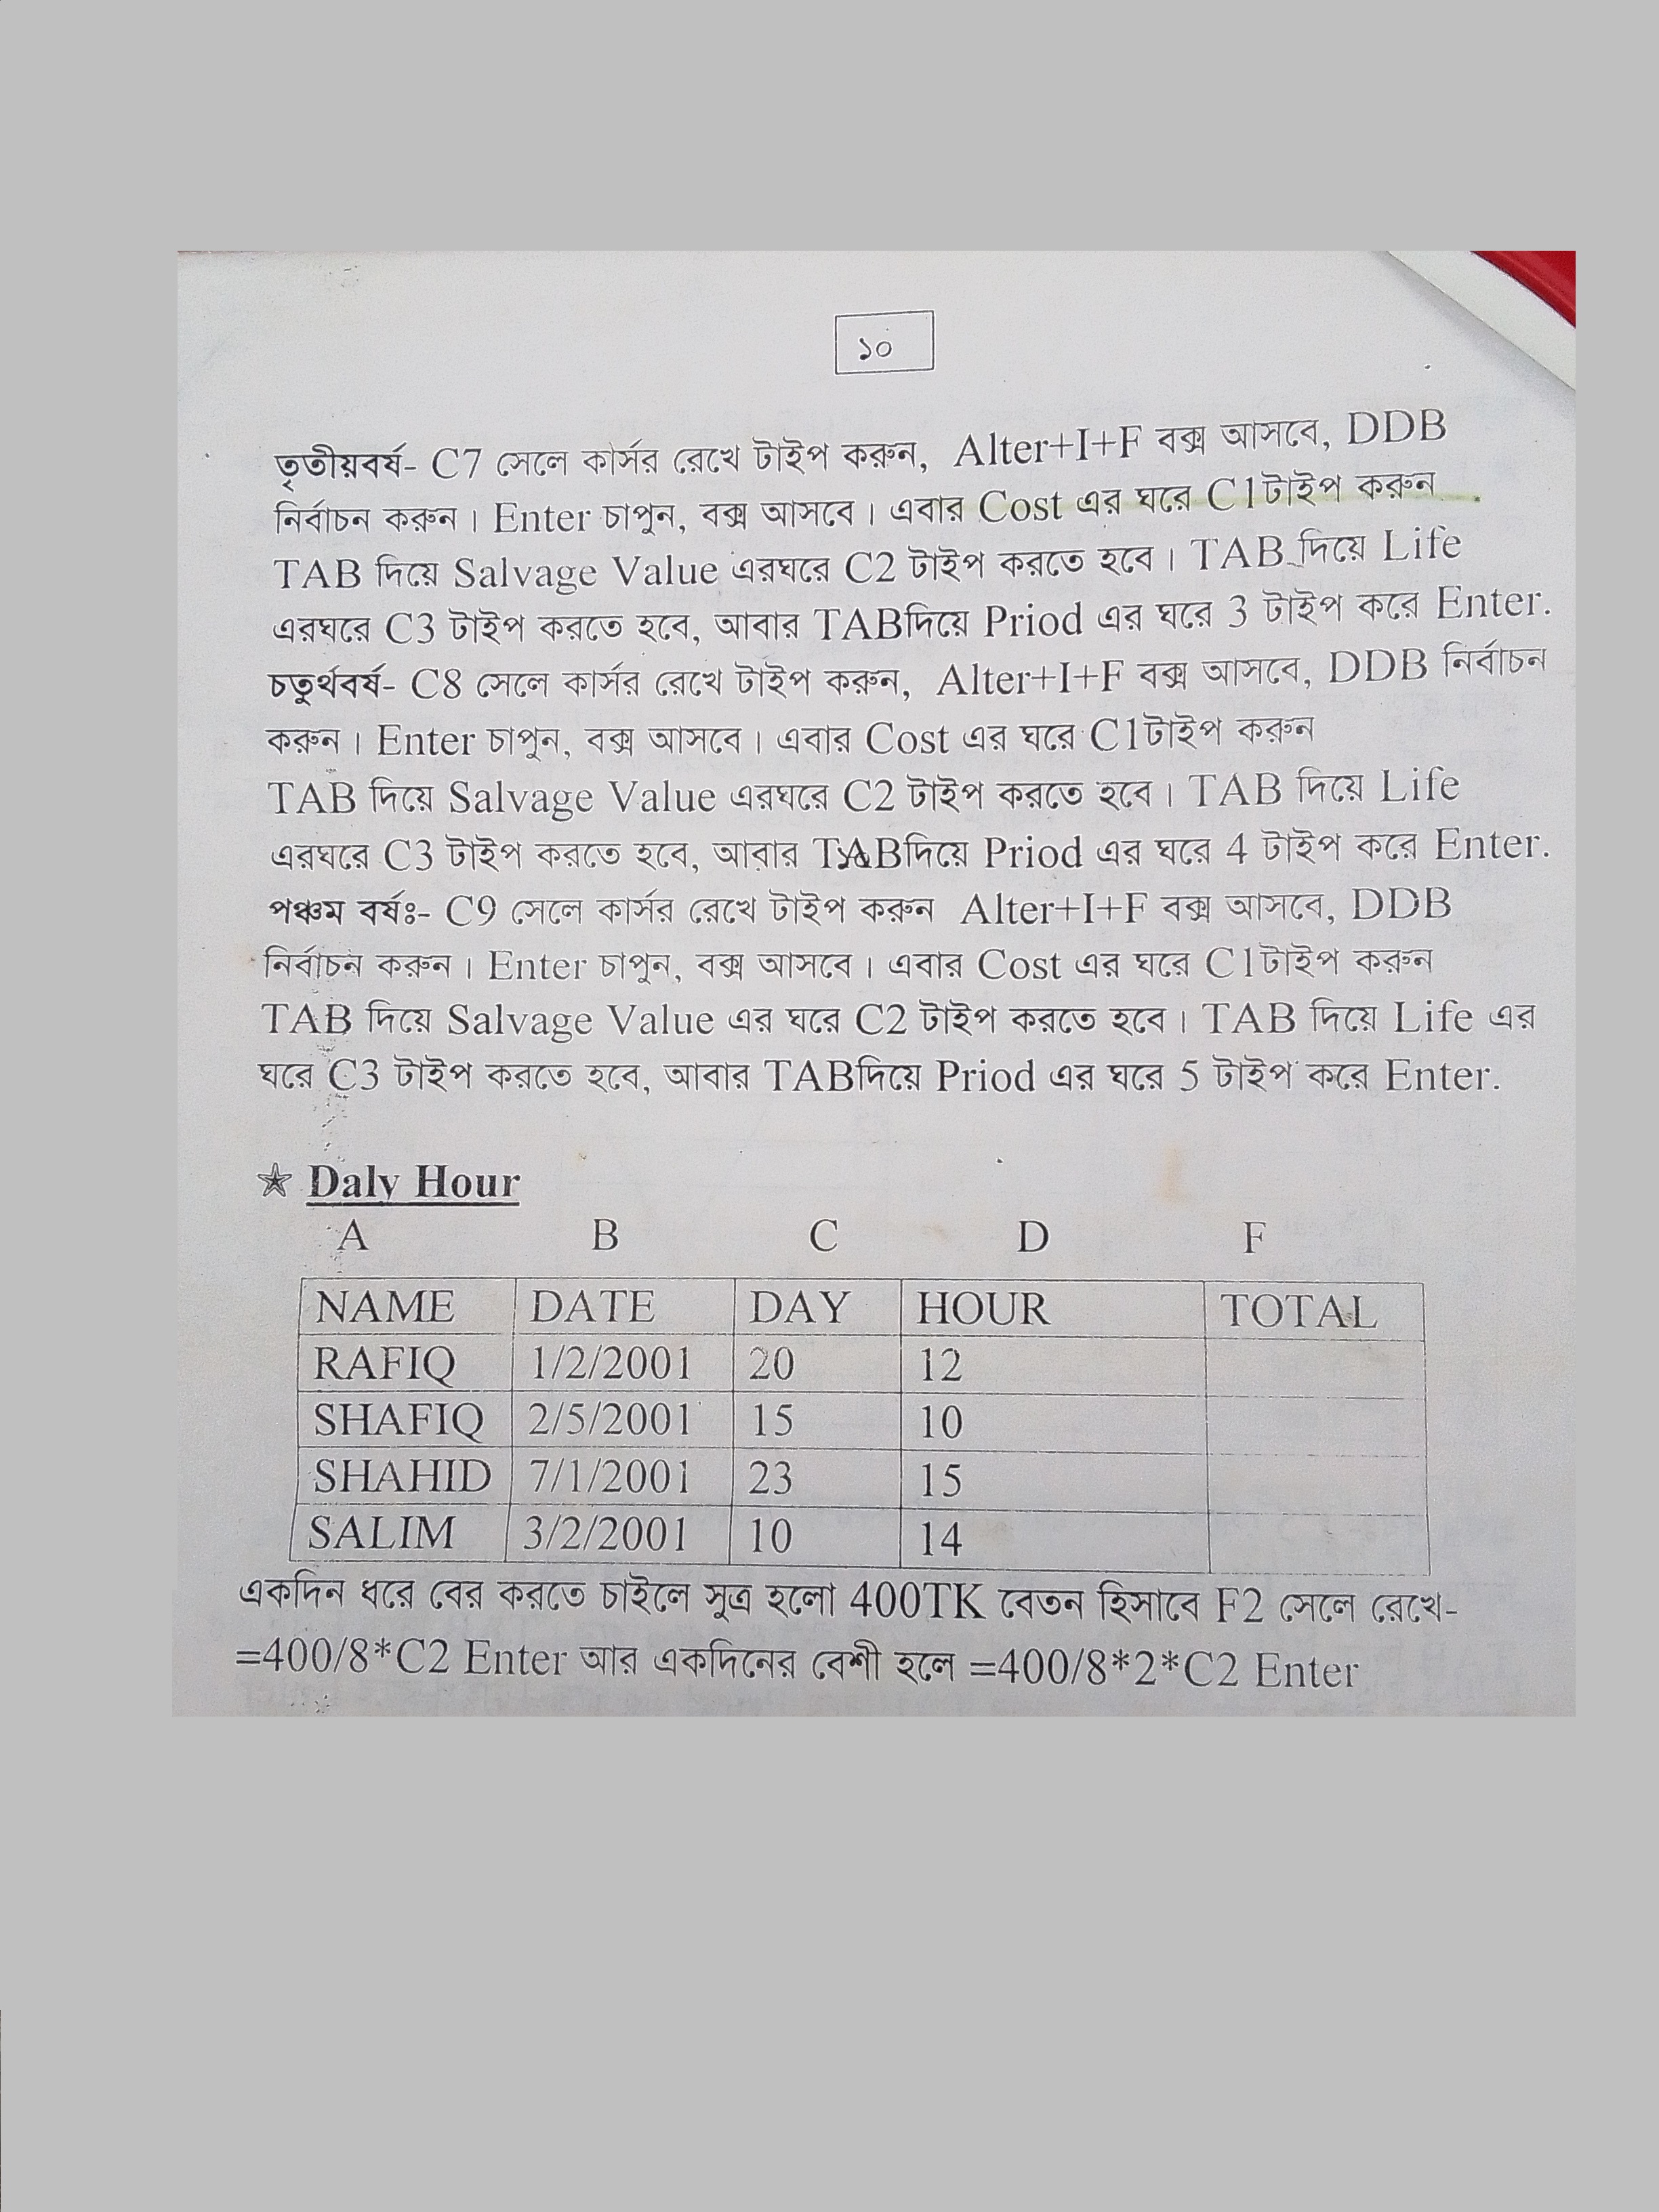 ১০
তৃতীয়বর্ষ- C7 সেলে কার্সর রেখে টাইপ করুন, Alter+I+F বক্স আসবে, DDB
নির্বাচন করুন। Enter চাপুন, বক্স আসবে। এবার Cost এর ঘরে C1টাইপ করুন
TAB দিয়ে Salvage Value এরঘরে C2 টাইপ করতে হবে। TAB দিয়ে Life
এরঘরে C3 টাইপ করতে হবে, আবার TABদিয়ে Priod এর ঘরে 3 টাইপ করে Enter.
চতুর্থবর্ষ- C8 সেলে কার্সর রেখে টাইপ করুন, Alter+I+F বক্স আসবে, DDB নির্বাচন
করুন। Enter চাপুন, বক্স আসবে। এবার Cost এর ঘরে C1টাইপ করুন
TAB দিয়ে Salvage Value এরঘরে C2 টাইপ করতে হবে। TAB দিয়ে Life
এরঘরে C3 টাইপ করতে হবে, আবার TABদিয়ে Priod এর ঘরে 4 টাইপ করে Enter.
পঞ্চম বর্ষঃ- C9 সেলে কার্সর রেখে টাইপ করুন Alter+I+F বক্স আসবে, DDB
নির্বাচন করুন। Enter চাপুন, বক্স আসবে। এবার Cost এর ঘরে C1টাইপ করুন
TAB দিয়ে Salvage Value এর ঘরে C2 টাইপ করতে হবে। TAB দিয়ে Life এর
ঘরে C3 টাইপ করতে হবে, আবার TABদিয়ে Priod এর ঘরে 5 টাইপ করে Enter.
☆ Daly Hour
A B C D F
NAME DATE DAY HOUR TOTAL
RAFIQ 1/2/2001 20 12
SHAFIQ 2/5/2001 15 10
SHAHID 7/1/2001 23 15
SALIM 3/2/2001 10 14
একদিন ধরে বের করতে চাইলে সুত্র হলো 400TK বেতন হিসাবে F2 সেলে রেখে-
=400/8*C2 Enter আর একদিনের বেশী হলে =400/8*2*C2 Enter